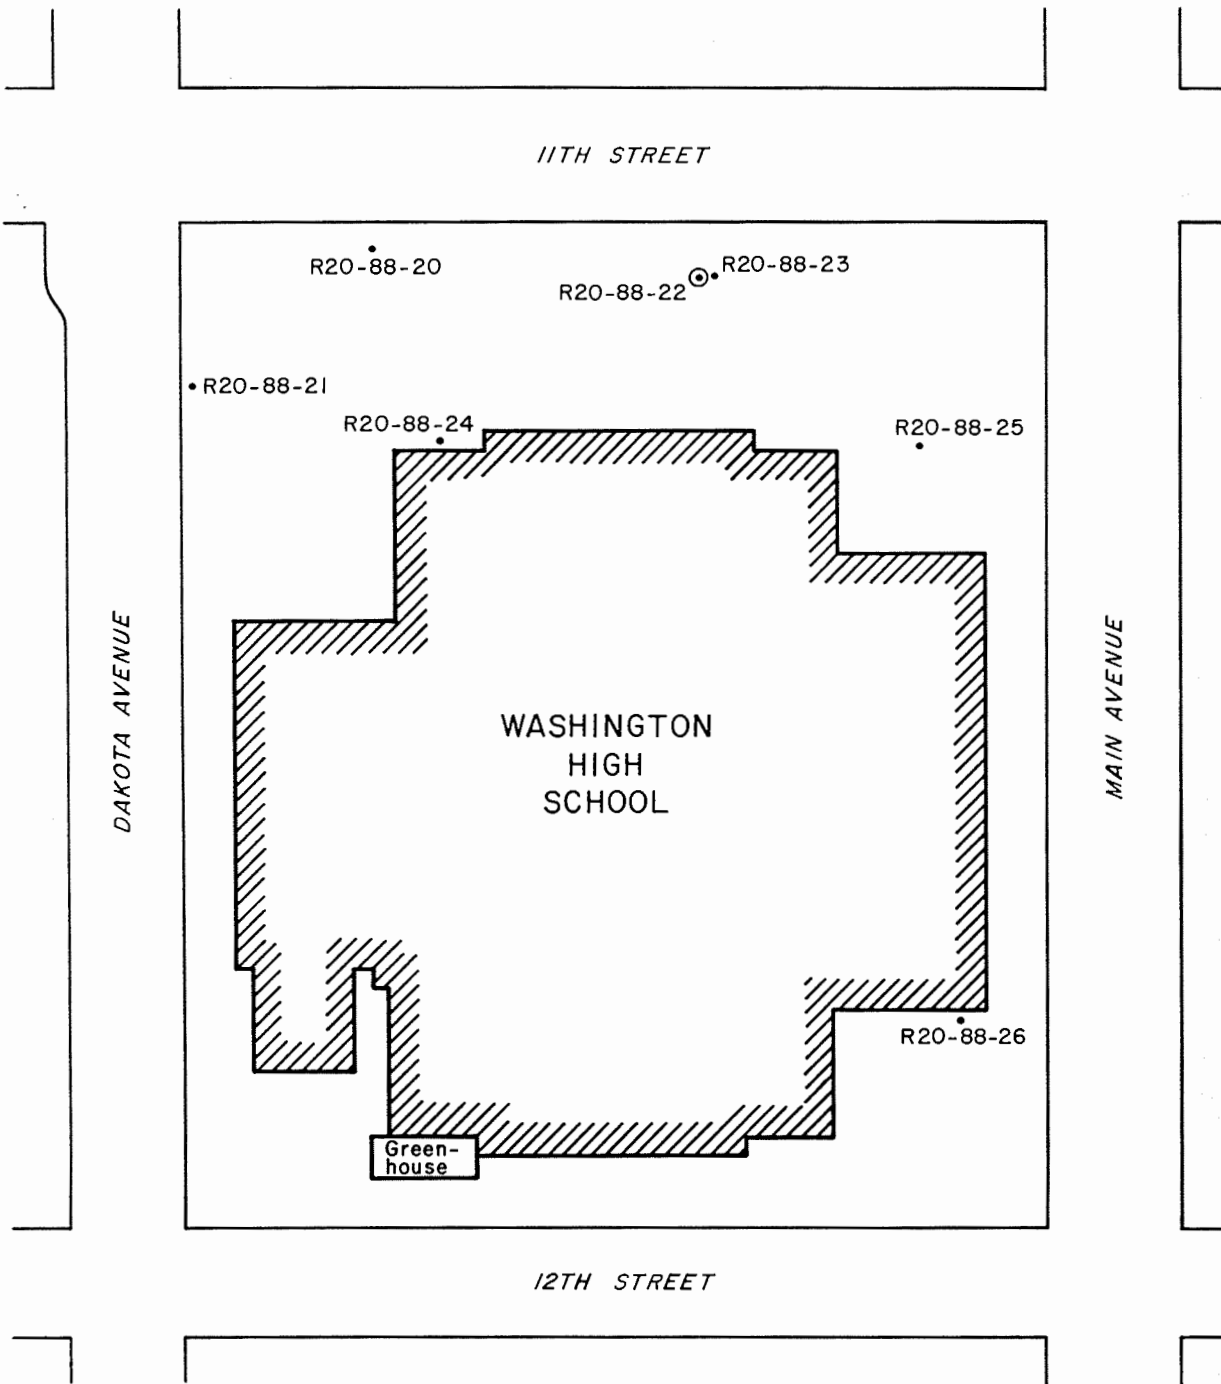 11TH STREET
R20-88-20
R20-88-23
R20-88-22
R20-88-21
R20-88-24
R20-88-25
DAKOTA AVENUE
MAIN AVENUE
WASHINGTON
HIGH
SCHOOL
R20-88-26
Green-
house
12TH STREET